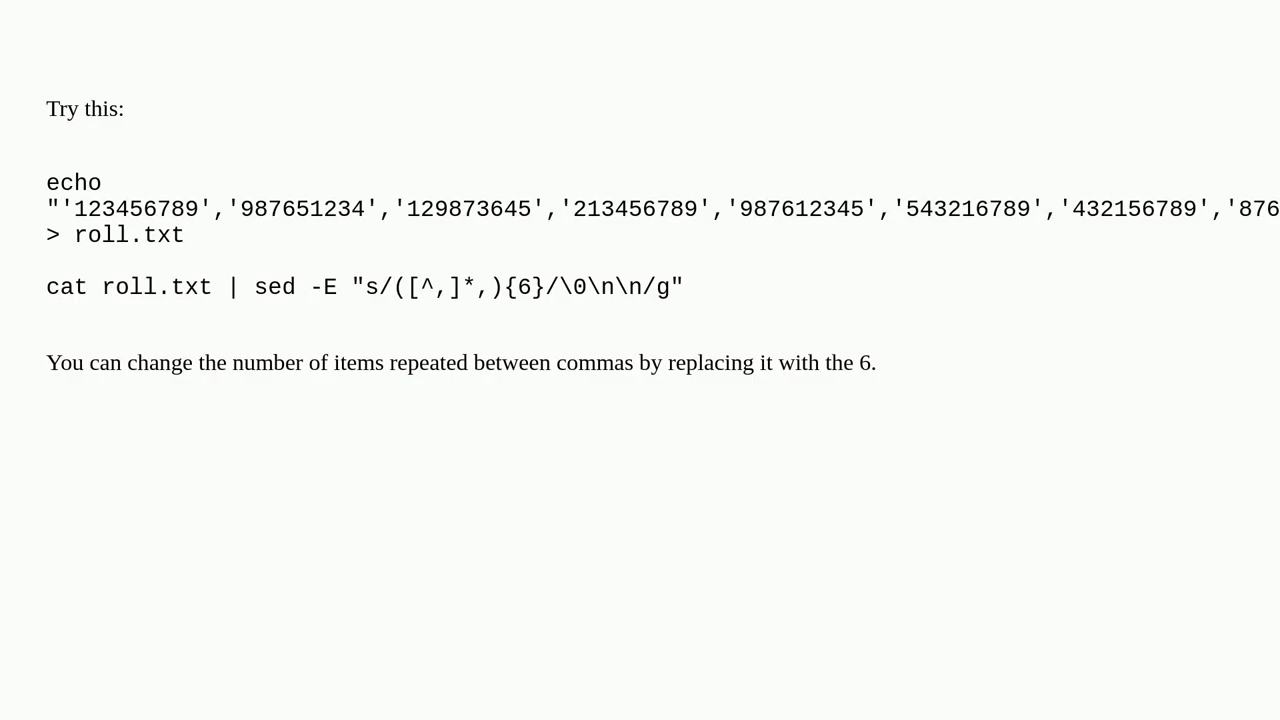 Try this:
echo
"'123456789','987651234','129873645','213456789','987612345','543216789','432156789','876
> roll.txt
cat roll.txt | sed -E "s/([^,]*,){6}/\0\n\n/g"
You can change the number of items repeated between commas by replacing it with the 6.